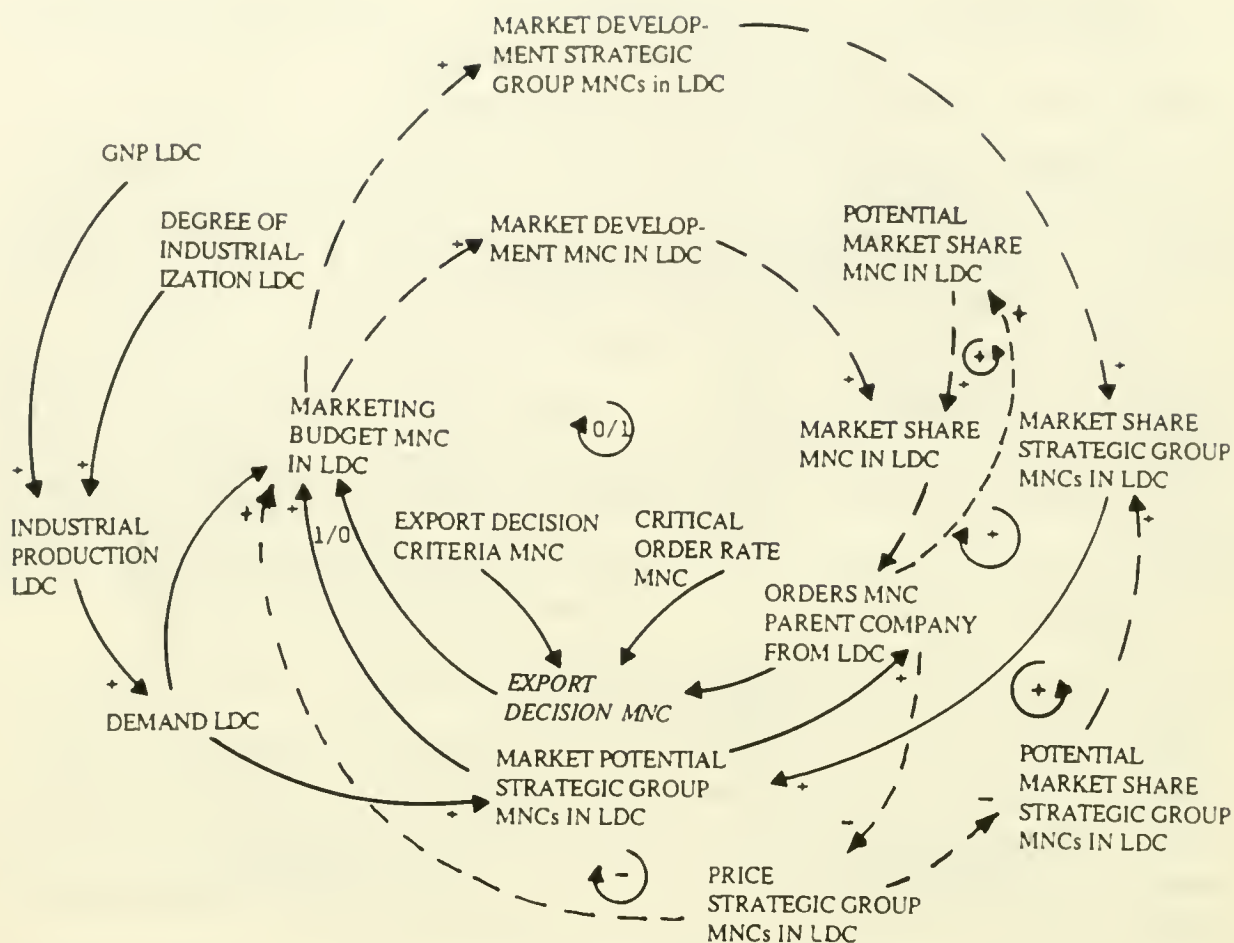 MARKET DEVELOP-
MENT STRATEGIC
GROUP MNCs in LDC
+
GNP LDC
DEGREE OF
INDUSTRIAL-
IZATION LDC
MARKET DEVELOP-
MENT MNC IN LDC
+
POTENTIAL
MARKET SHARE
MNC IN LDC
+
+
+
+
+
MARKETING
BUDGET MNC
IN LDC
0/1
MARKET SHARE
MNC IN LDC
MARKET SHARE
STRATEGIC GROUP
MNCs IN LDC
+
+
+
+
1/0
INDUSTRIAL
PRODUCTION
LDC
EXPORT DECISION
CRITERIA MNC
CRITICAL
ORDER RATE
MNC
+
+
ORDERS MNC
PARENT COMPANY
FROM LDC
+
+
+
DEMAND LDC
EXPORT
DECISION MNC
MARKET POTENTIAL
STRATEGIC GROUP
MNCs IN LDC
+
+
POTENTIAL
MARKET SHARE
STRATEGIC GROUP
MNCs IN LDC
-
-
-
PRICE
STRATEGIC GROUP
MNCs IN LDC